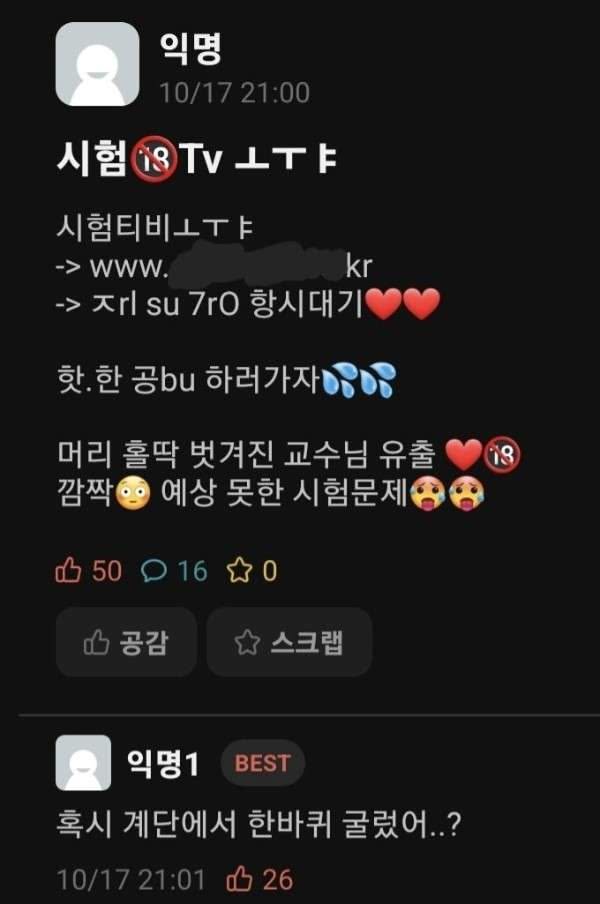 익명
10/17 21:00
시험🔞Tv ㅗㅜㅑ
시험티비ㅗㅜㅑ
-> www. kr
-> ㅈrl su 7rO 항시대기❤️❤️
핫.한 공bu 하러가자💦💦
머리 홀딱 벗겨진 교수님 유출 ❤️🔞
깜짝😳 예상 못한 시험문제🥵🥵
50 16 0
공감 스크랩
익명1 BEST
혹시 계단에서 한바퀴 굴렀어..?
10/17 21:01 26